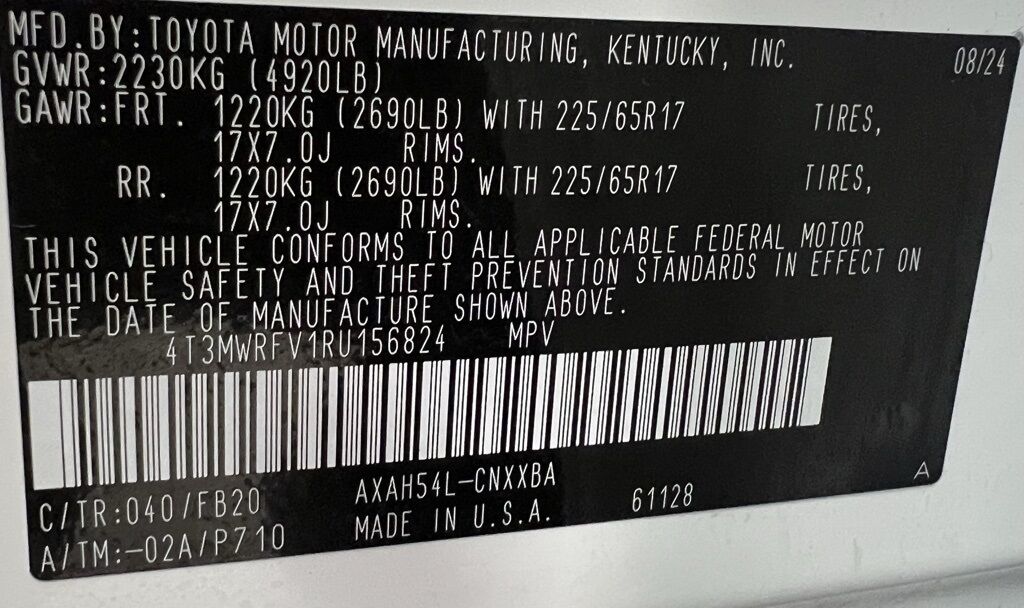 MFD.BY:TOYOTA MOTOR MANUFACTURING, KENTUCKY, INC. 08/24
GVWR:2230KG (4920LB)
GAWR:FRT. 1220KG (2690LB) WITH 225/65R17 TIRES,
17X7.0J RIMS.
RR. 1220KG (2690LB) WITH 225/65R17 TIRES,
17X7.0J RIMS.
THIS VEHICLE CONFORMS TO ALL APPLICABLE FEDERAL MOTOR
VEHICLE SAFETY AND THEFT PREVENTION STANDARDS IN EFFECT ON
THE DATE OF MANUFACTURE SHOWN ABOVE.
4T3MWRFV1RU156824 MPV
C/TR:040/FB20 AXAH54L-CNXXBA 61128 A
A/TM:-02A/P710 MADE IN U.S.A.